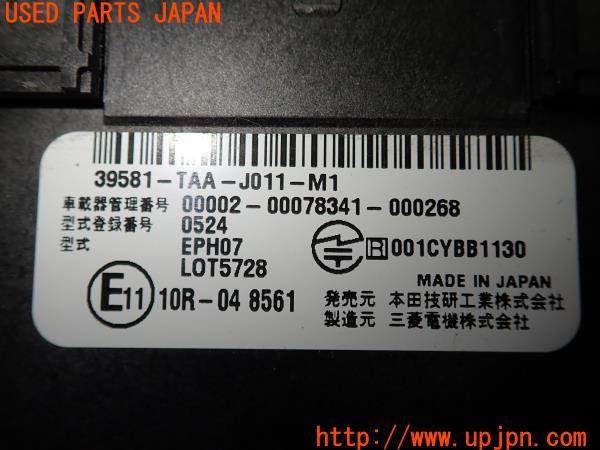 USED PARTS JAPAN
39581-TAA-J011-M1
車載器管理番号 00002-00078341-000268
型式登録番号 0524
型式 EPH07
LOT5728
R 001CYBB1130
MADE IN JAPAN
E11 10R-04 8561
発売元 本田技研工業株式会社
製造元 三菱電機株式会社
http://www.upjpn.com/